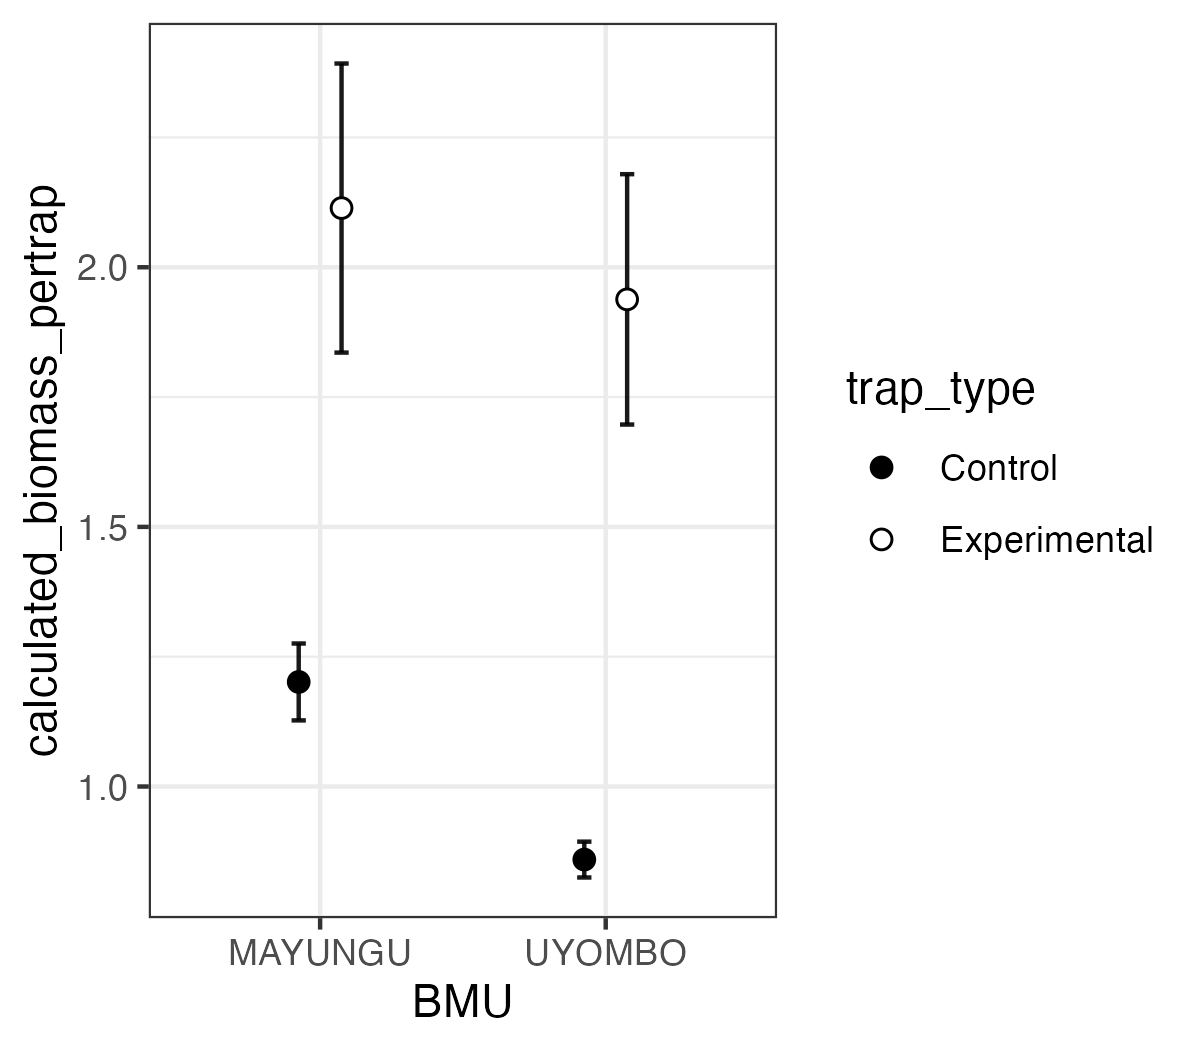 calculated_biomass_pertrap
2.0
1.5
1.0
MAYUNGU
UYOMBO
BMU
trap_type
Control
Experimental